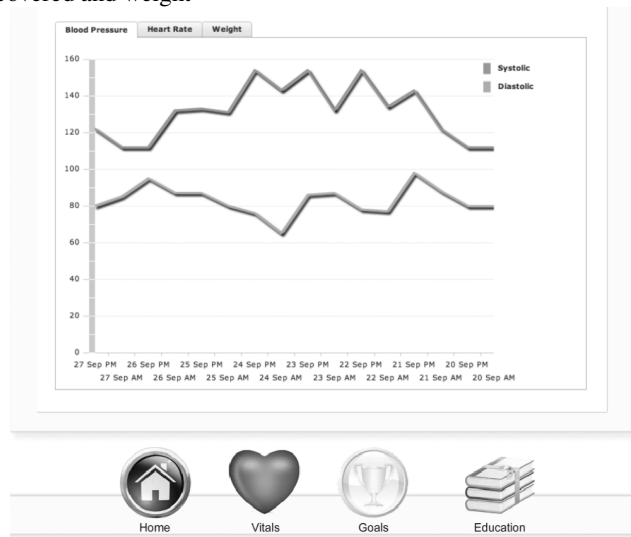 covered and weight
Blood Pressure Heart Rate Weight
160
Systolic
Diastolic
140
120
100
80
60
40
20
0
27 Sep PM 26 Sep PM 25 Sep PM 24 Sep PM 23 Sep PM 22 Sep PM 21 Sep PM 20 Sep PM
27 Sep AM 26 Sep AM 25 Sep AM 24 Sep AM 23 Sep AM 22 Sep AM 21 Sep AM 20 Sep AM
Home Vitals Goals Education